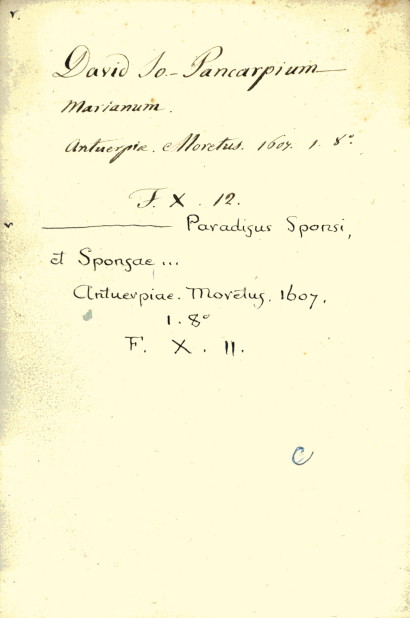 David Jo- Pancarpium
Marianum.
Antuerpiæ. Moretus. 1607. 1. 8°.
F. X. 12.
——— Paradisus Sponsi,
et Sponsae...
Antuerpiae. Moretus. 1607.
1. 8°
F. X. 11.
C